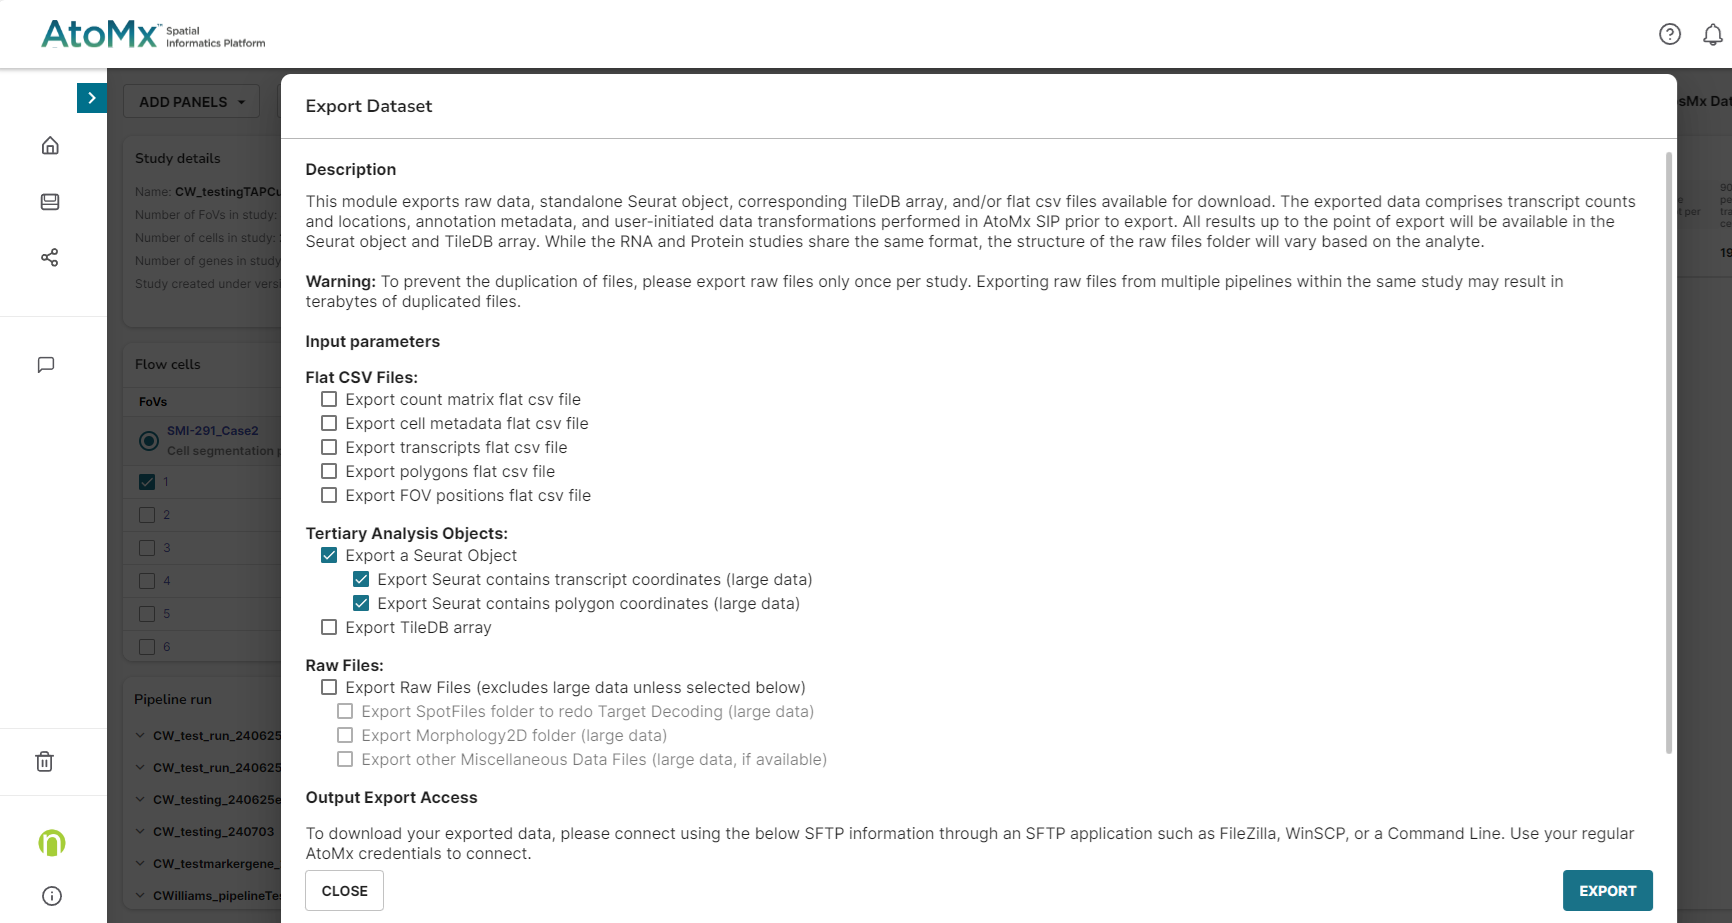 AtoMx™ Spatial
Informatics Platform
ADD PANELS
Export Dataset
Study details
Name: CW_testingTAPCu
Number of FoVs in study:
Number of cells in study:
Number of genes in study
Study created under versi
Flow cells
FoVs
SMI-291_Case2
Cell segmentation p
1
2
3
4
5
6
Pipeline run
CW_test_run_240625
CW_test_run_240625
CW_testing_240625e
CW_testing_240703
CW_testmarkergene_
CWilliams_pipelineTes
Description
This module exports raw data, standalone Seurat object, corresponding TileDB array, and/or flat csv files available for download. The exported data comprises transcript counts
and locations, annotation metadata, and user-initiated data transformations performed in AtoMx SIP prior to export. All results up to the point of export will be available in the
Seurat object and TileDB array. While the RNA and Protein studies share the same format, the structure of the raw files folder will vary based on the analyte.
Warning: To prevent the duplication of files, please export raw files only once per study. Exporting raw files from multiple pipelines within the same study may result in
terabytes of duplicated files.
Input parameters
Flat CSV Files:
Export count matrix flat csv file
Export cell metadata flat csv file
Export transcripts flat csv file
Export polygons flat csv file
Export FOV positions flat csv file
Tertiary Analysis Objects:
Export a Seurat Object
Export Seurat contains transcript coordinates (large data)
Export Seurat contains polygon coordinates (large data)
Export TileDB array
Raw Files:
Export Raw Files (excludes large data unless selected below)
Export SpotFiles folder to redo Target Decoding (large data)
Export Morphology2D folder (large data)
Export other Miscellaneous Data Files (large data, if available)
Output Export Access
To download your exported data, please connect using the below SFTP information through an SFTP application such as FileZilla, WinSCP, or a Command Line. Use your regular
AtoMx credentials to connect.
CLOSE
EXPORT
sMx Dat